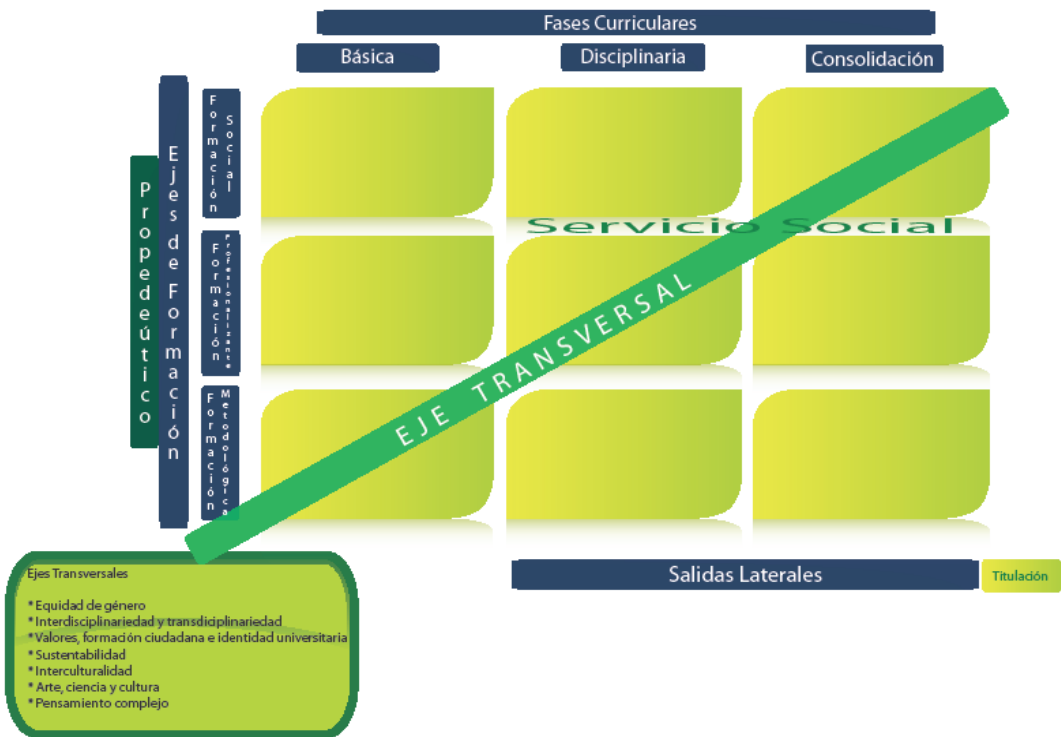 Fases Curriculares
Básica
Disciplinaria
Consolidación
Propedeútico
Ejes de Formación
Formación
Social
Formación
Profesionalizante
Formación
Metodológica
Servicio Social
EJE TRANSVERSAL
Salidas Laterales
Titulación
Ejes Transversales
*Equidad de género
*Interdisciplinariedad y transdiciplinariedad
*Valores, formación ciudadana e identidad universitaria
*Sustentabilidad
*Interculturalidad
*Arte, ciencia y cultura
*Pensamiento complejo